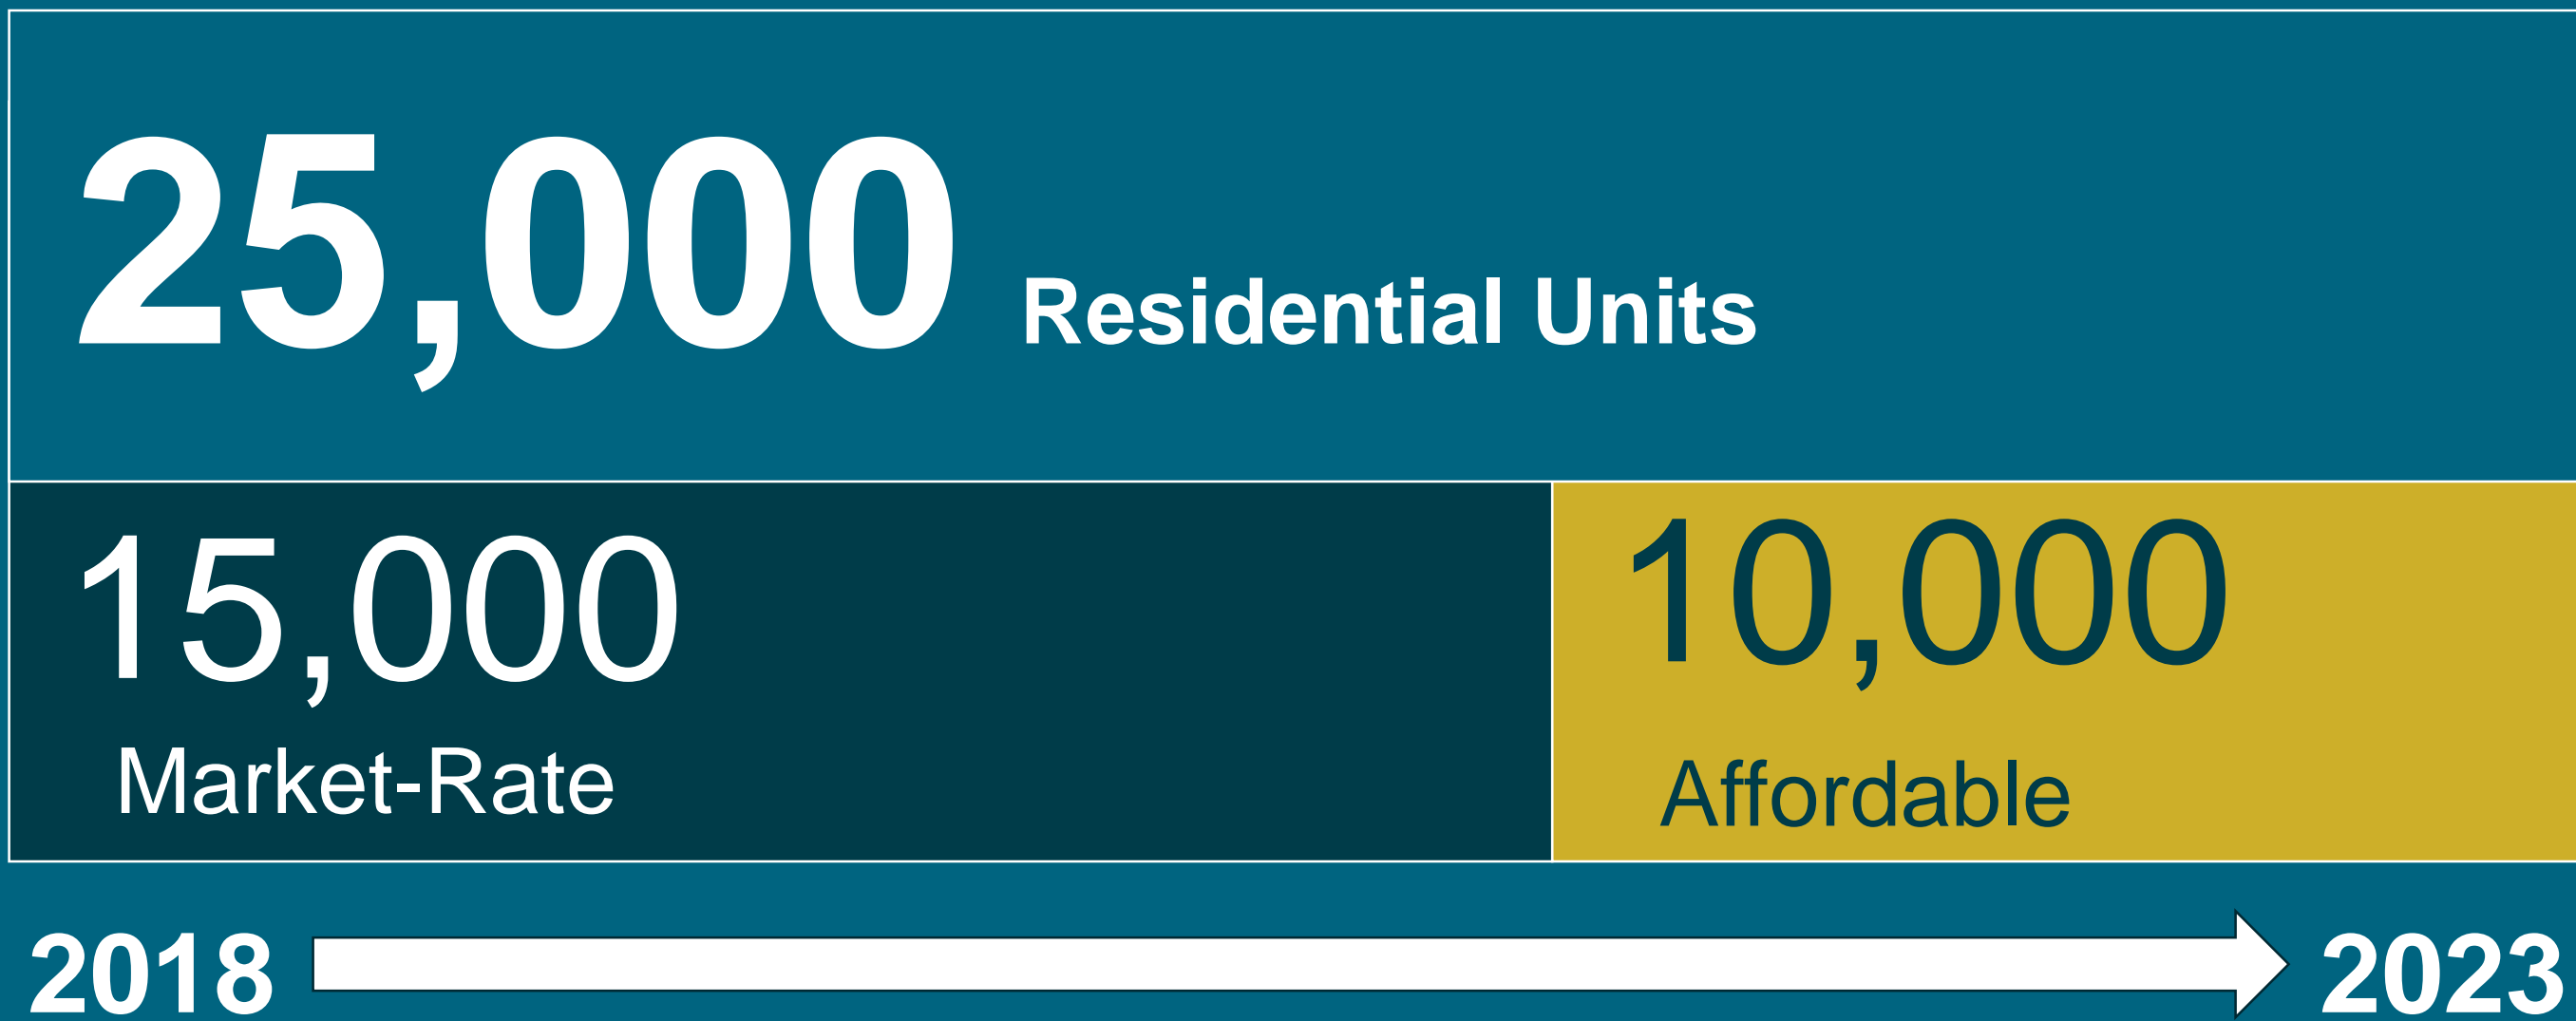 25,000 Residential Units
15,000
Market-Rate
10,000
Affordable
2018
2023